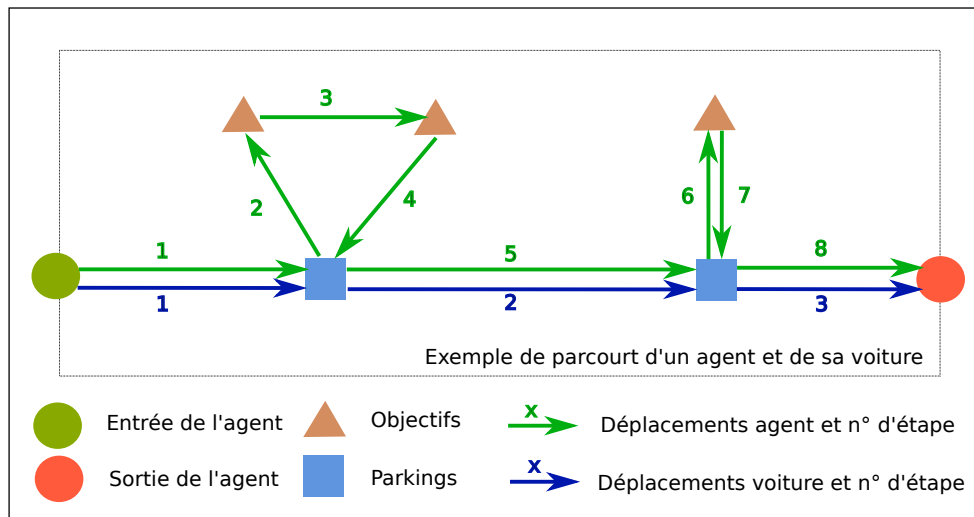 3
2
4
6
7
1
5
8
1
2
3
Exemple de parcourt d'un agent et de sa voiture
Entrée de l'agent
Objectifs
x
Déplacements agent et n° d'étape
Sortie de l'agent
Parkings
x
Déplacements voiture et n° d'étape